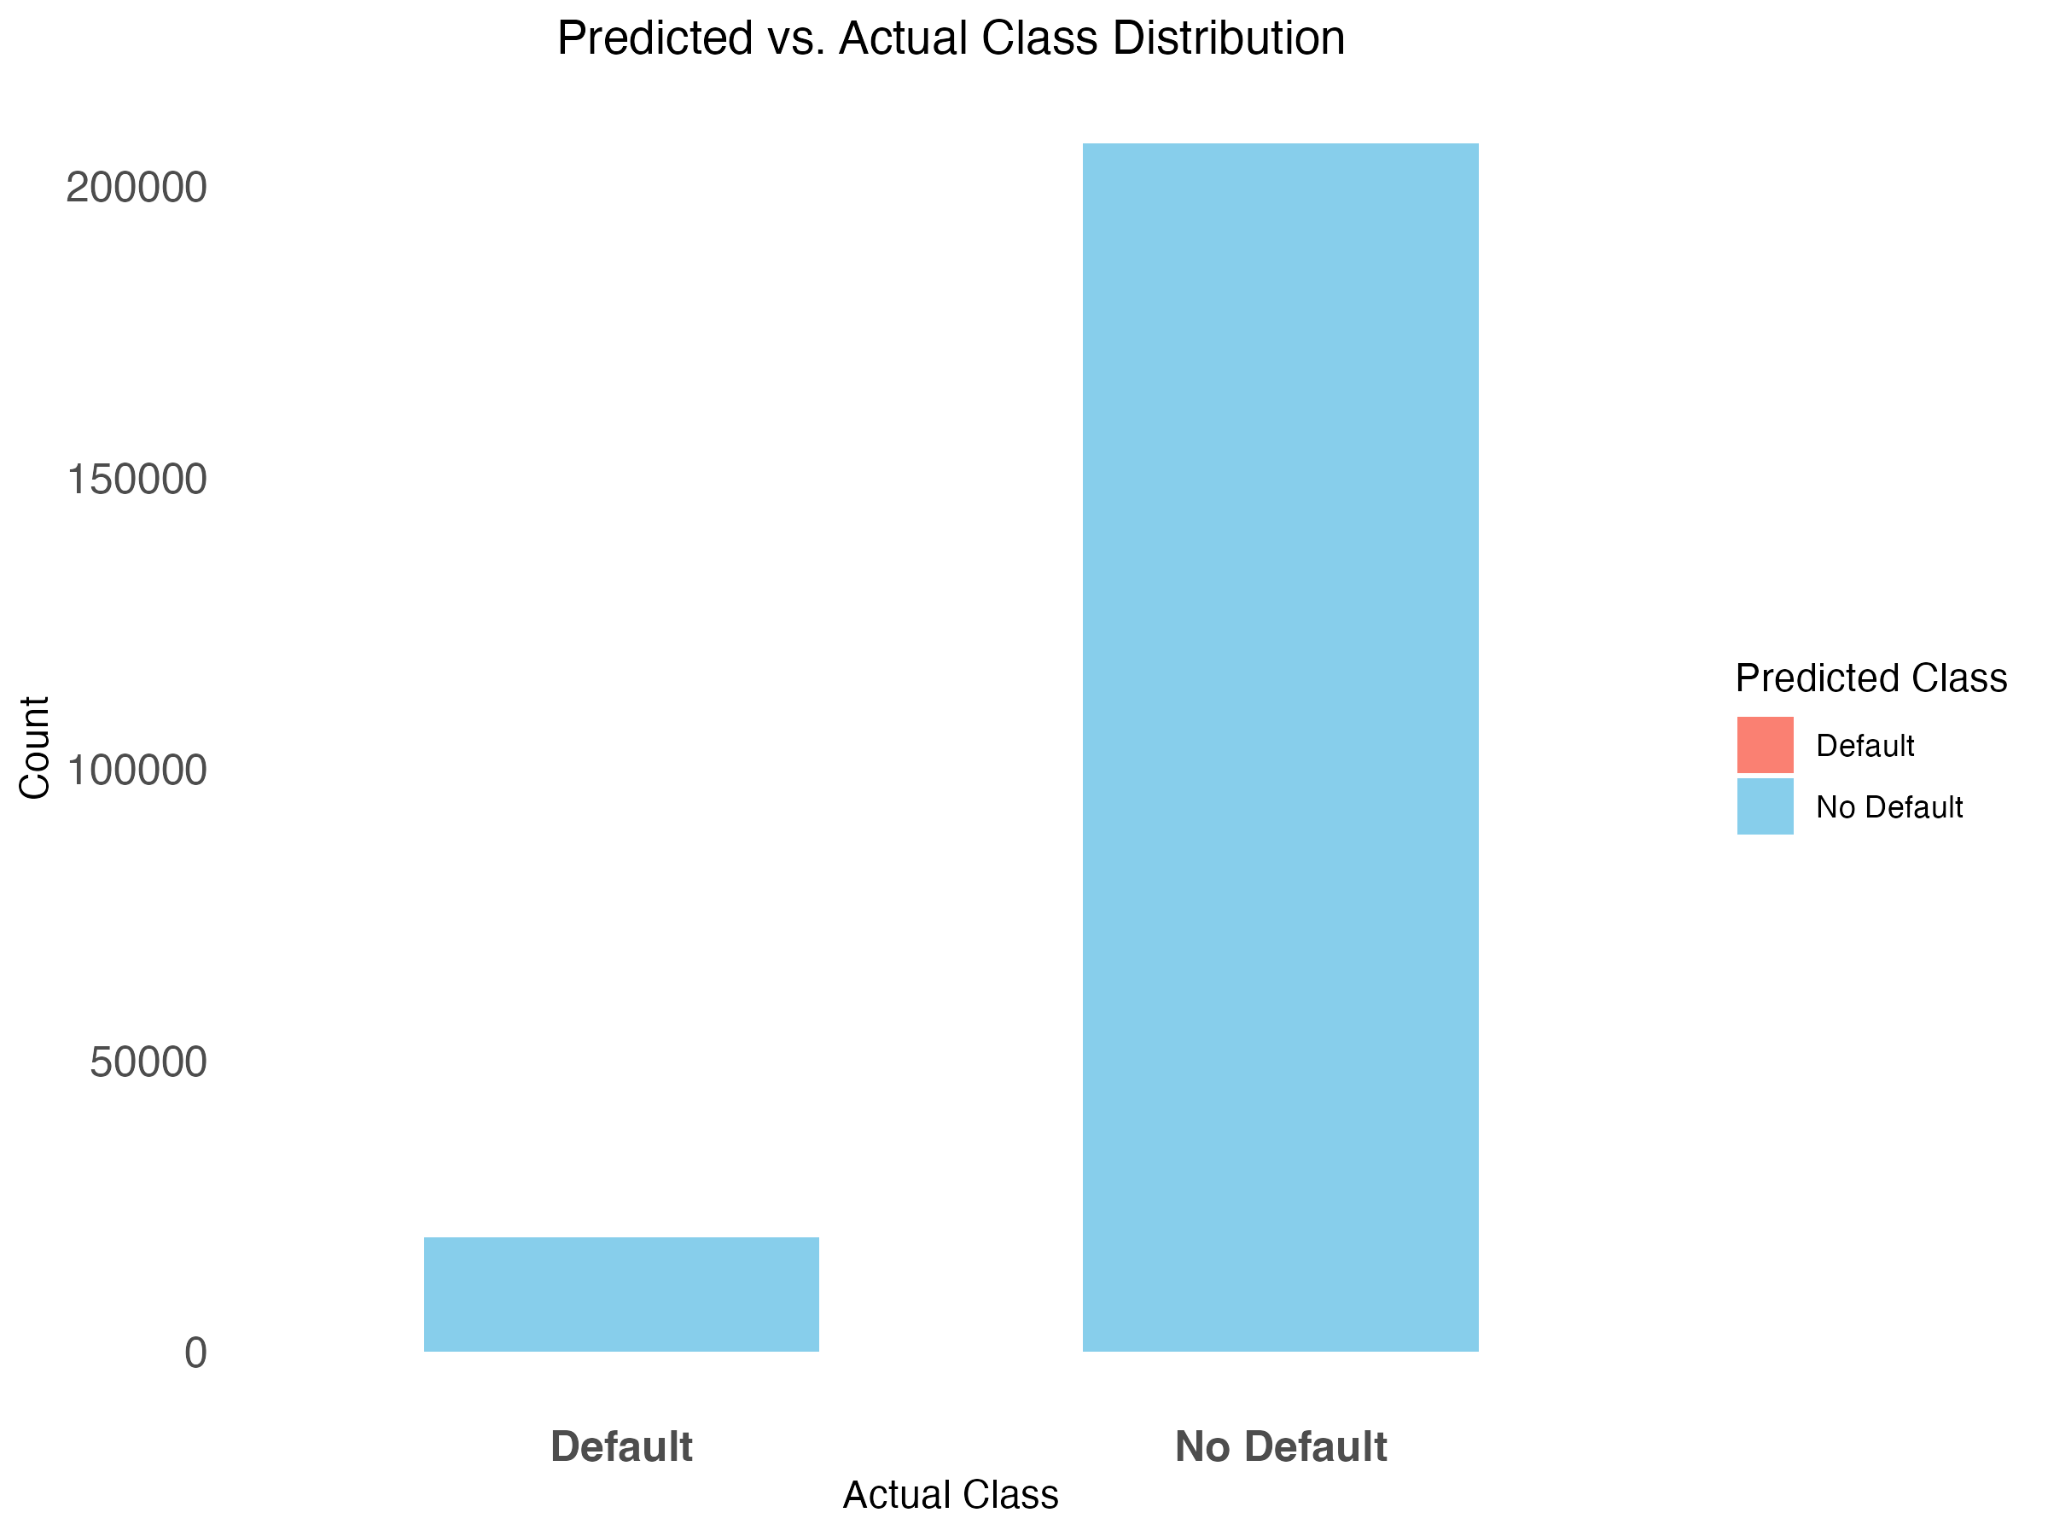 Predicted vs. Actual Class Distribution
200000
150000
100000
50000
0
Count
Default
No Default
Actual Class
Predicted Class
Default
No Default